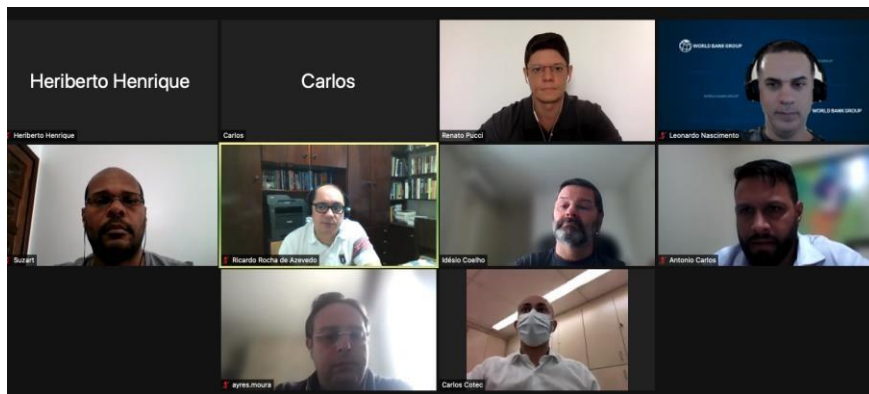 Heriberto Henrique
Carlos
WORLD BANK GROUP
WORLD BANK GROUP
Heriberto Henrique
Carlos
Renato Pucci
Leonardo Nascimento
Suzart
Ricardo Rocha de Azevedo
Idésio Coelho
Antonio Carlos
ayres.moura
Carlos Cotec